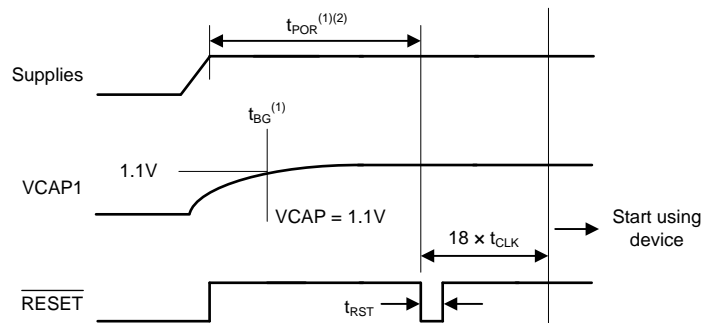 tPOR(1)(2)
Supplies
tBG(1)
1.1V
VCAP1
VCAP = 1.1V
18 × tCLK
Start using
device
RESET
tRST